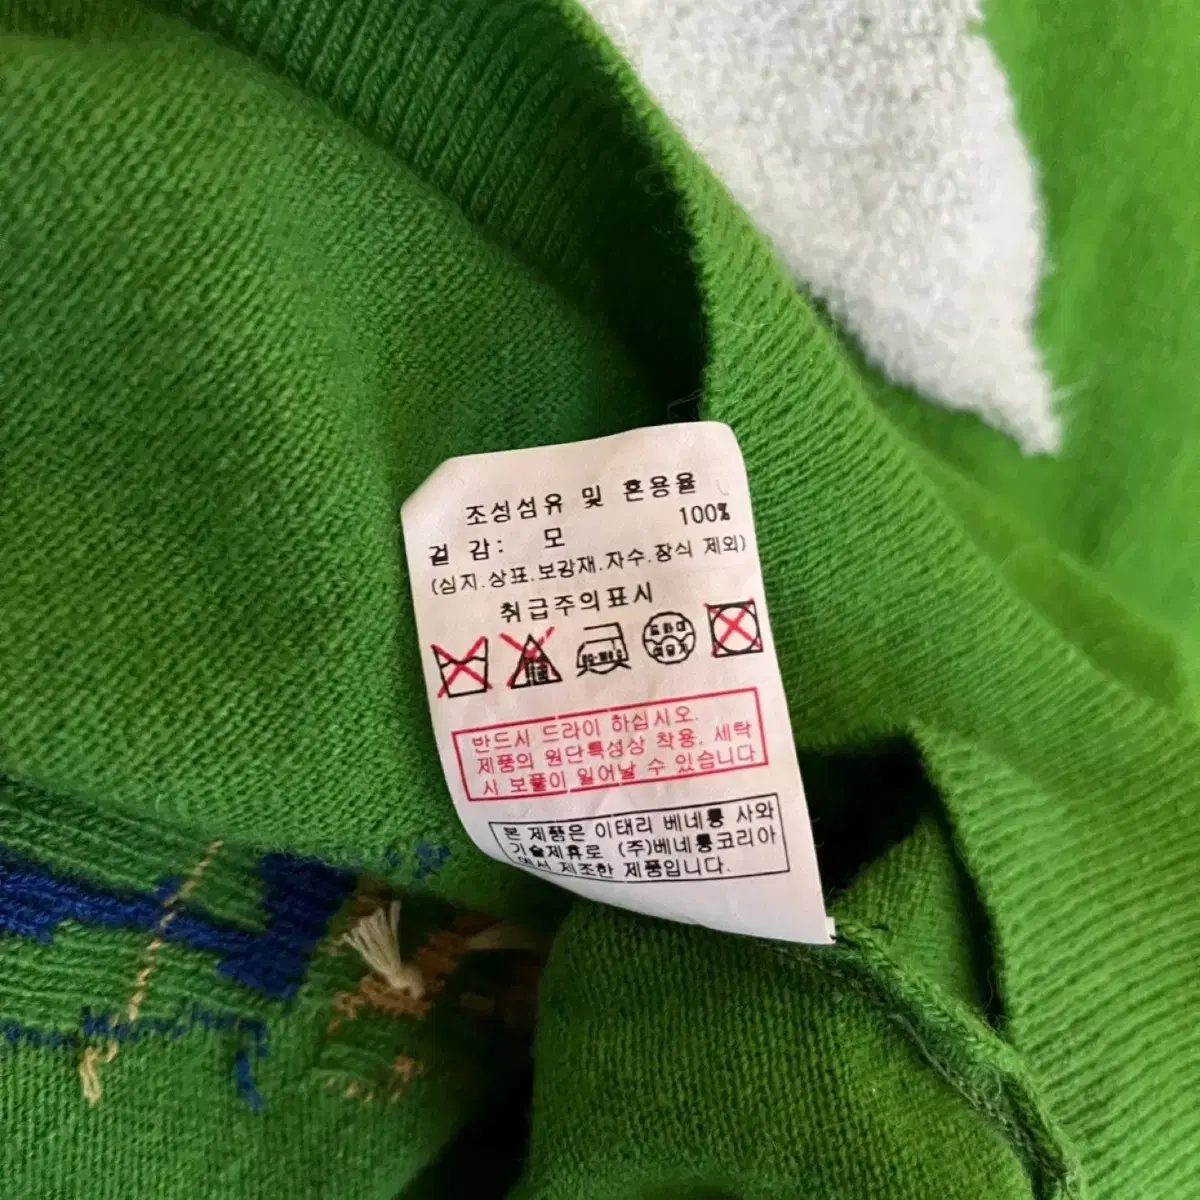 조성섬유 및 혼용율
겉 감: 모 100%
(심지.상표.보강재.자수.장식 제외)
취급주의표시
80-120℃
드라이
반드시 드라이 하십시오.
제품의 원단특성상 착용, 세탁
시 보풀이 일어날 수 있습니다
본 제품은 이태리 베네통 사와
기술제휴로 (주)베네통코리아
에서 제조한 제품입니다.